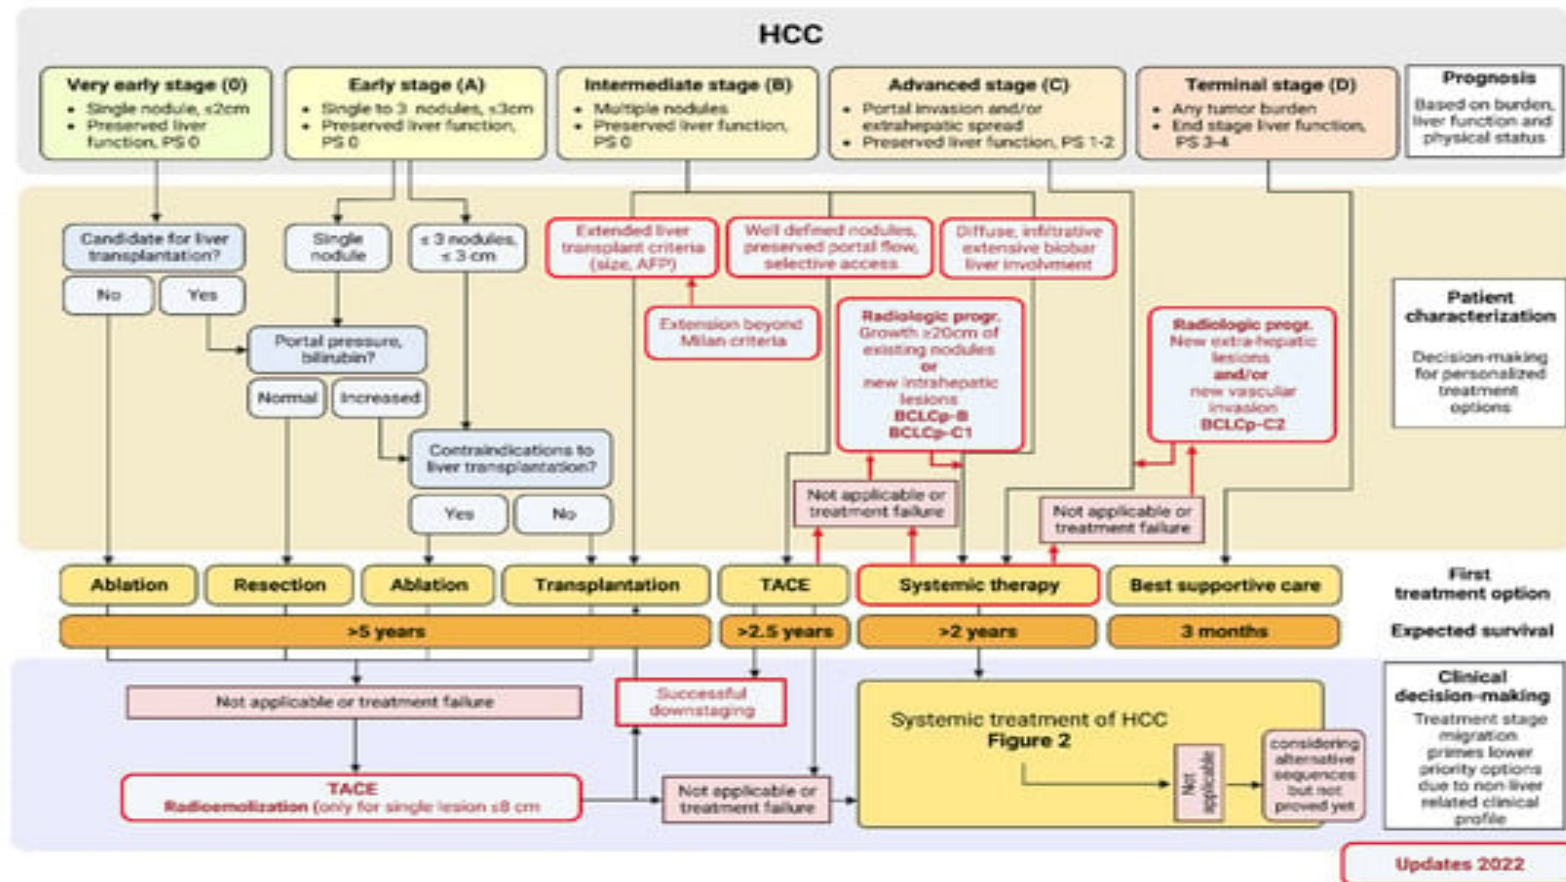 HCC
Very early stage (0)
• Single nodule, ≤2cm
• Preserved liver
function, PS 0
Early stage (A)
• Single to 3 nodules, ≤3cm
• Preserved liver function,
PS 0
Intermediate stage (B)
• Multiple nodules
• Preserved liver function,
PS 0
Advanced stage (C)
• Portal invasion and/or
extrahepatic spread
• Preserved liver function, PS 1-2
Terminal stage (D)
• Any tumor burden
• End stage liver function,
PS 3-4
Prognosis
Based on burden,
liver function and
physical status
Candidate for liver
transplantation?
No
Yes
Single
nodule
≤ 3 nodules,
≤ 3 cm
Portal pressure,
bilirubin?
Normal
Increased
Contraindications to
liver transplantation?
Yes
No
Extended liver
transplant criteria
(size, AFP)
Extension beyond
Milan criteria
Well defined nodules,
preserved portal flow,
selective access
Diffuse, infiltrative
extensive biobar
liver involvment
Radiologic progr.
Growth ≥20cm of
existing nodules
or
new intrahepatic
lesions
BCLCp-B
BCLCp-C1
Radiologic progr.
New extra-hepatic
lesions
and/or
new vascular
invasion
BCLCp-C2
Not applicable or
treatment failure
Not applicable or
treatment failure
Patient
characterization
Decision-making
for personalized
treatment
options
Ablation
Resection
Ablation
Transplantation
TACE
Systemic therapy
Best supportive care
First
treatment option
>5 years
>2.5 years
>2 years
3 months
Expected survival
Not applicable or treatment failure
TACE
Radioemolization (only for single lesion ≤8 cm
Successful
downstaging
Not applicable or
treatment failure
Systemic treatment of HCC
Figure 2
Not
applicable
considering
alternative
sequences
but not
proved yet
Clinical
decision-making
Treatment stage
migration
primes lower
priority options
due to non liver
related clinical
profile
Updates 2022